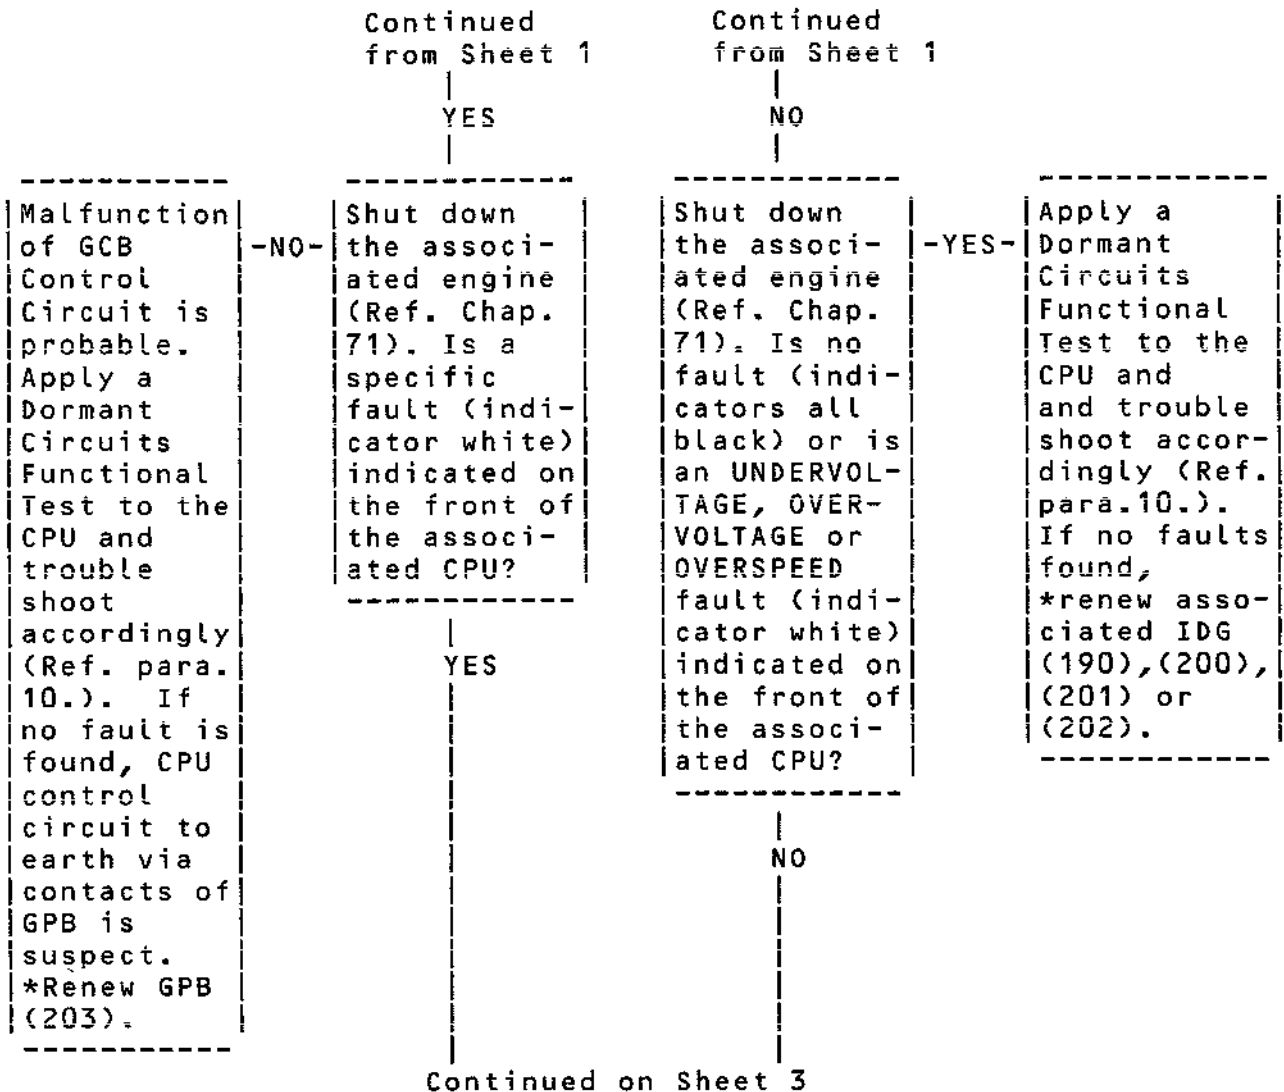 Continued
from Sheet 1
YES
Continued
from Sheet 1
NO
Malfunction
of GCB
Control
Circuit is
probable.
Apply a
Dormant
Circuits
Functional
Test to the
CPU and
trouble
shoot
accordingly
(Ref. para.
10.). If
no fault is
found, CPU
control
circuit to
earth via
contacts of
GPB is
suspect.
*Renew GPB
(203).
-NO-
Shut down
the associ-
ated engine
(Ref. Chap.
71). Is a
specific
fault (indi-
cator white)
indicated on
the front of
the associ-
ated CPU?
YES
Shut down
the associ-
ated engine
(Ref. Chap.
71). Is no
fault (indi-
cators all
black) or is
an UNDERVOL-
TAGE, OVER-
VOLTAGE or
OVERSPEED
fault (indi-
cator white)
indicated on
the front of
the associ-
ated CPU?
NO
-YES-
Apply a
Dormant
Circuits
Functional
Test to the
CPU and
and trouble
shoot accor-
dingly (Ref.
para.10.).
If no faults
found,
*renew asso-
ciated IDG
(190),(200),
(201) or
(202).
Continued on Sheet 3